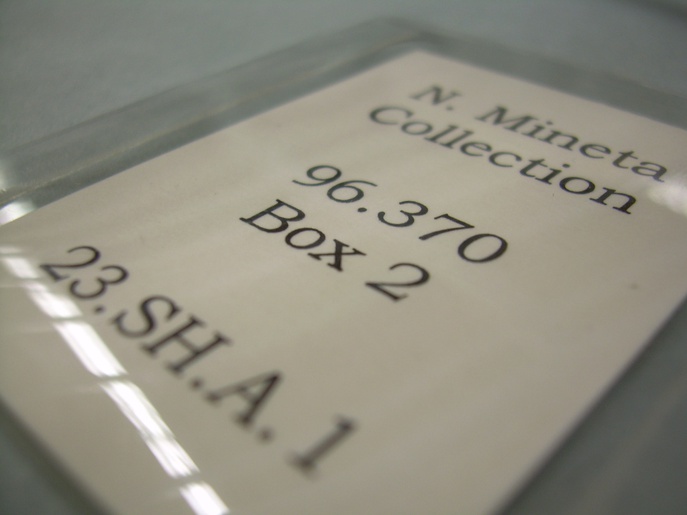 N. Mineta
Collection
96.370
Box 2
23.SH.A.1